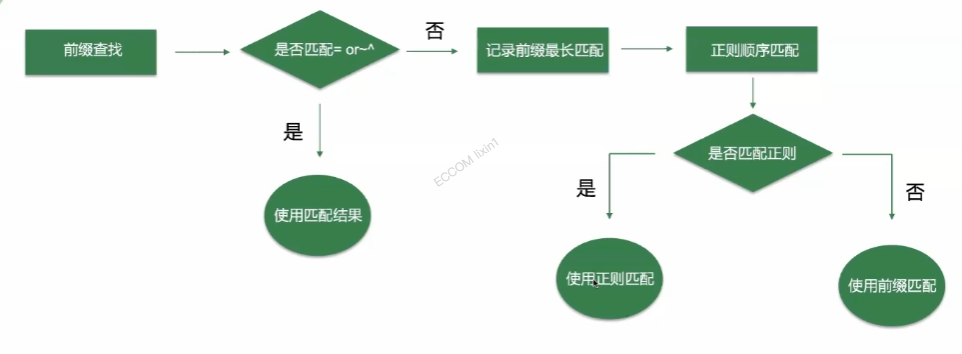 前缀查找
是否匹配= or~^
否
记录前缀最长匹配
正则顺序匹配
是
是否匹配正则
ECCOM lixin1
使用匹配结果
是
否
使用正则匹配
使用前缀匹配